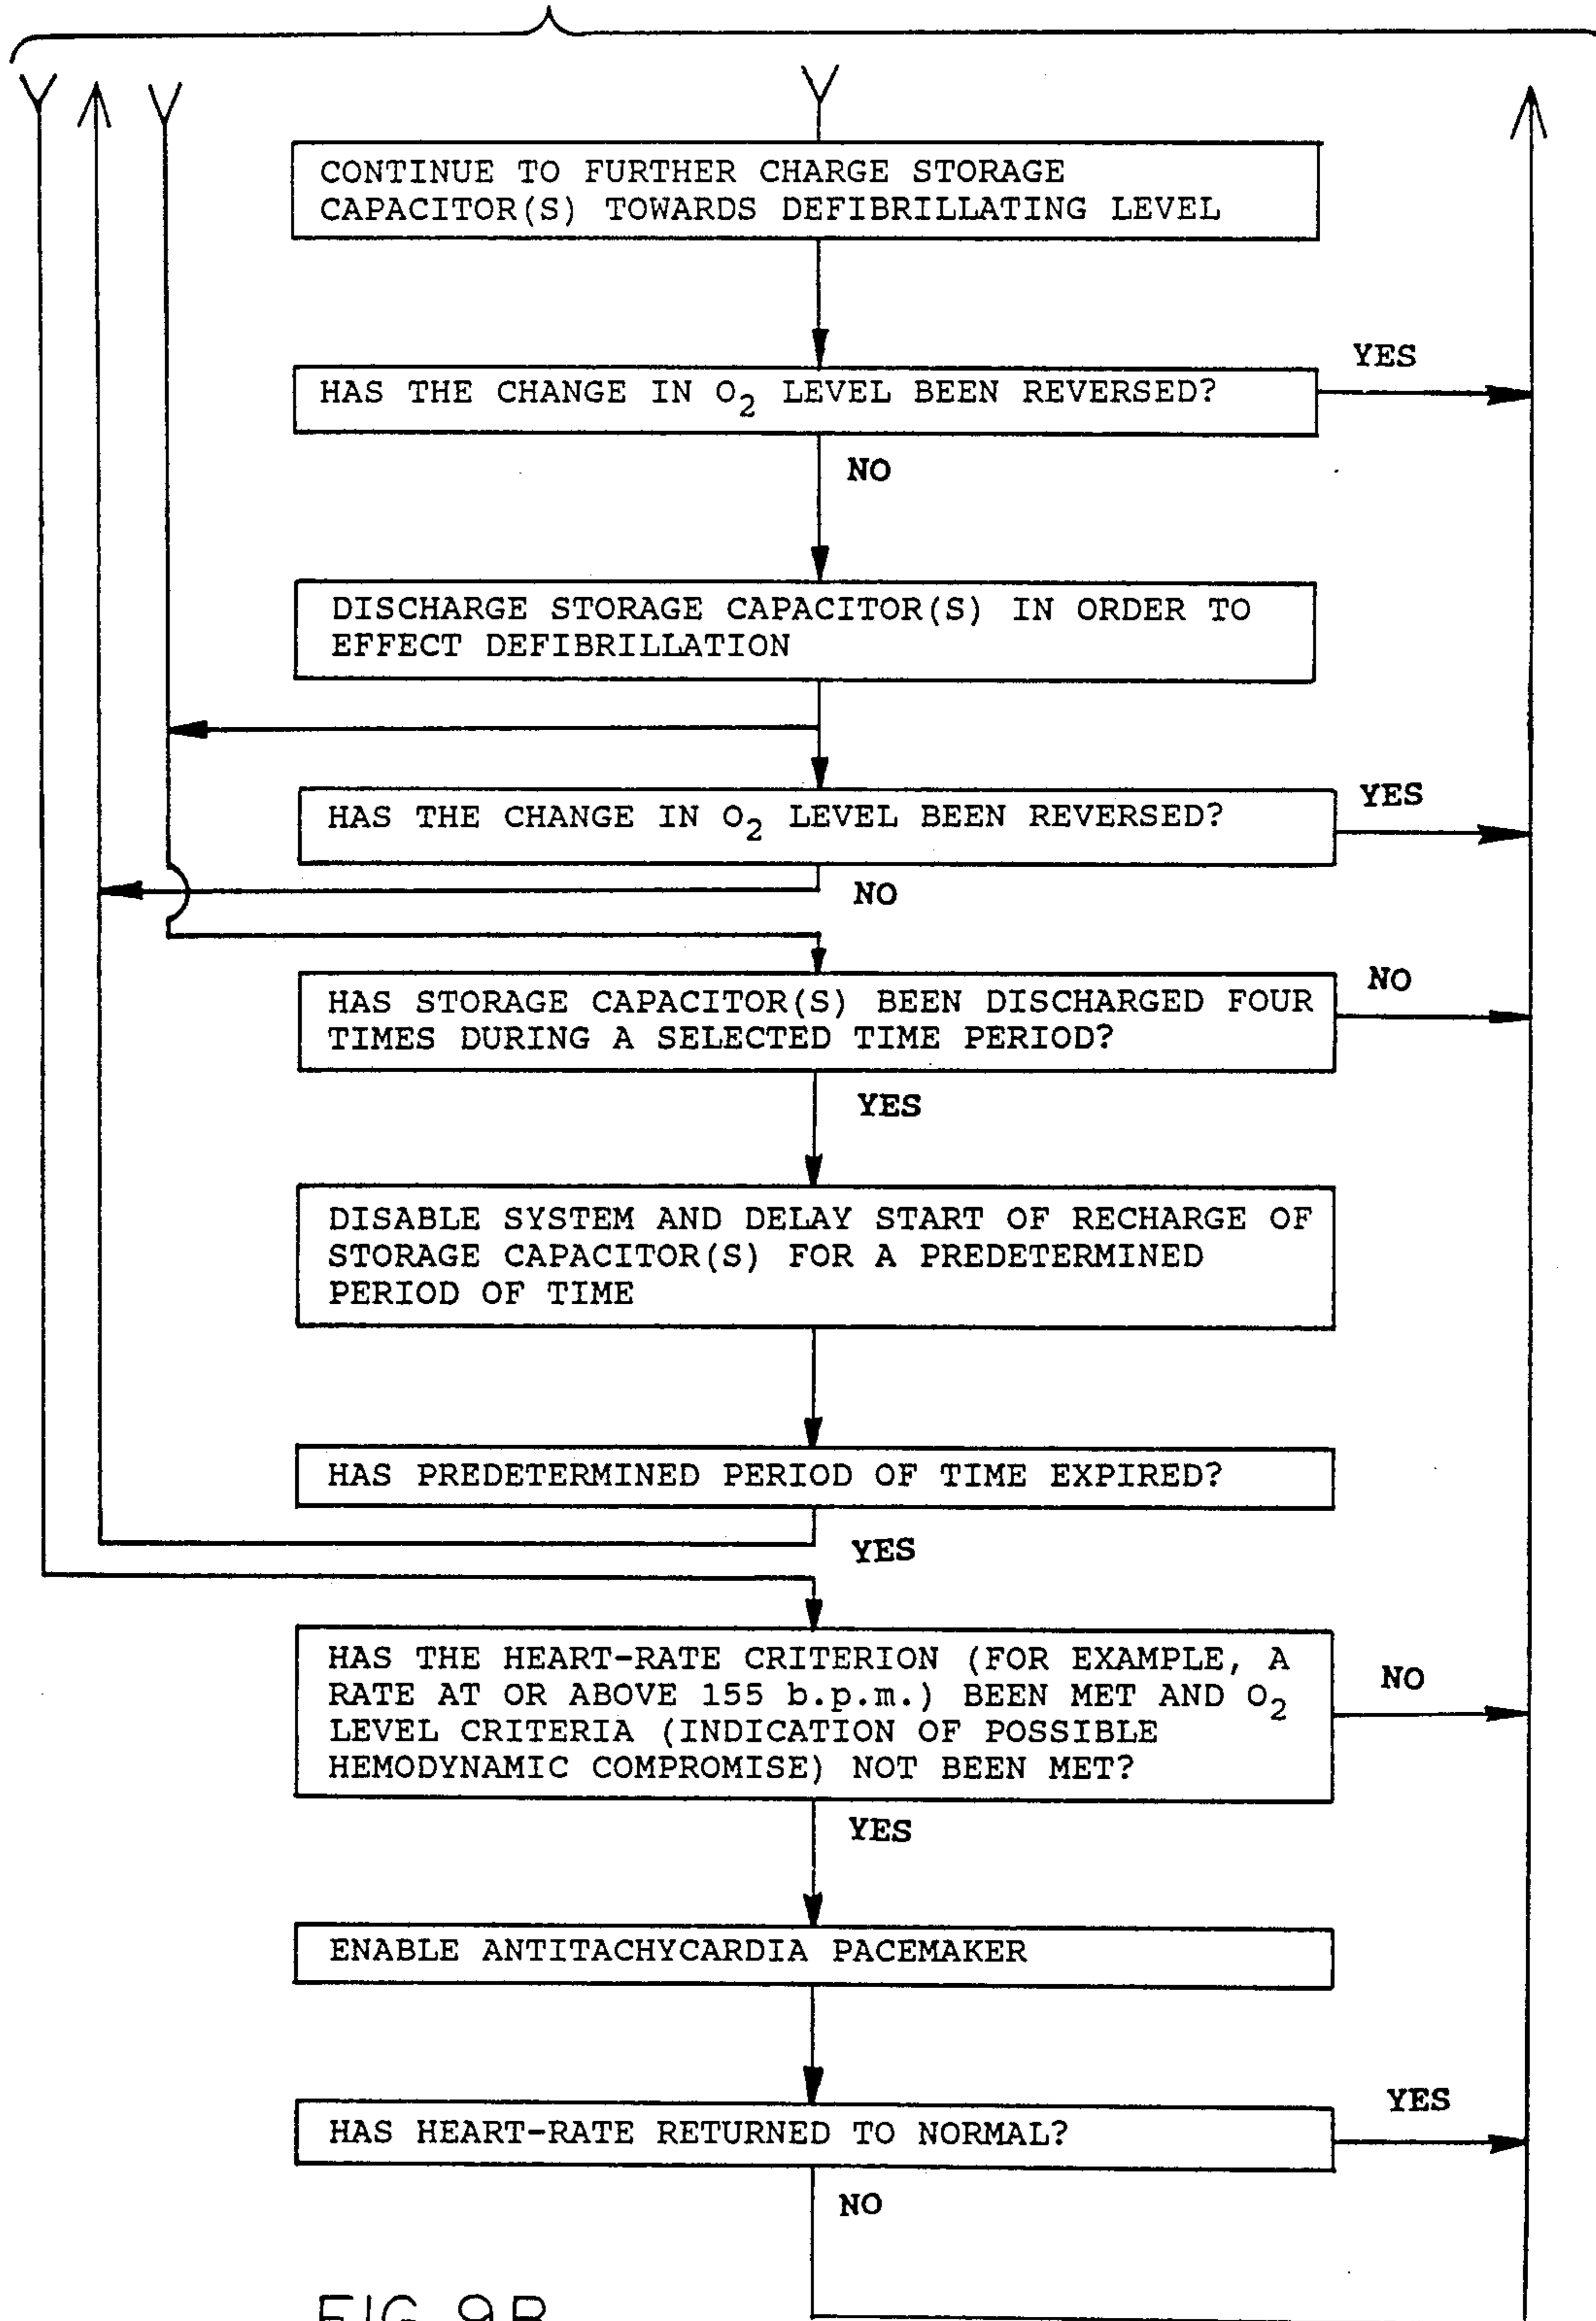 CONTINUE TO FURTHER CHARGE STORAGE
CAPACITOR(S) TOWARDS DEFIBRILLATING LEVEL
YES
HAS THE CHANGE IN O2 LEVEL BEEN REVERSED?
NO
DISCHARGE STORAGE CAPACITOR(S) IN ORDER TO
EFFECT DEFIBRILLATION
YES
HAS THE CHANGE IN O2 LEVEL BEEN REVERSED?
NO
NO
HAS STORAGE CAPACITOR(S) BEEN DISCHARGED FOUR
TIMES DURING A SELECTED TIME PERIOD?
YES
DISABLE SYSTEM AND DELAY START OF RECHARGE OF
STORAGE CAPACITOR(S) FOR A PREDETERMINED
PERIOD OF TIME
HAS PREDETERMINED PERIOD OF TIME EXPIRED?
YES
HAS THE HEART-RATE CRITERION (FOR EXAMPLE, A
RATE AT OR ABOVE 155 b.p.m.) BEEN MET AND O2
LEVEL CRITERIA (INDICATION OF POSSIBLE
HEMODYNAMIC COMPROMISE) NOT BEEN MET?
NO
YES
ENABLE ANTITACHYCARDIA PACEMAKER
YES
HAS HEART-RATE RETURNED TO NORMAL?
NO
FIG. 9B